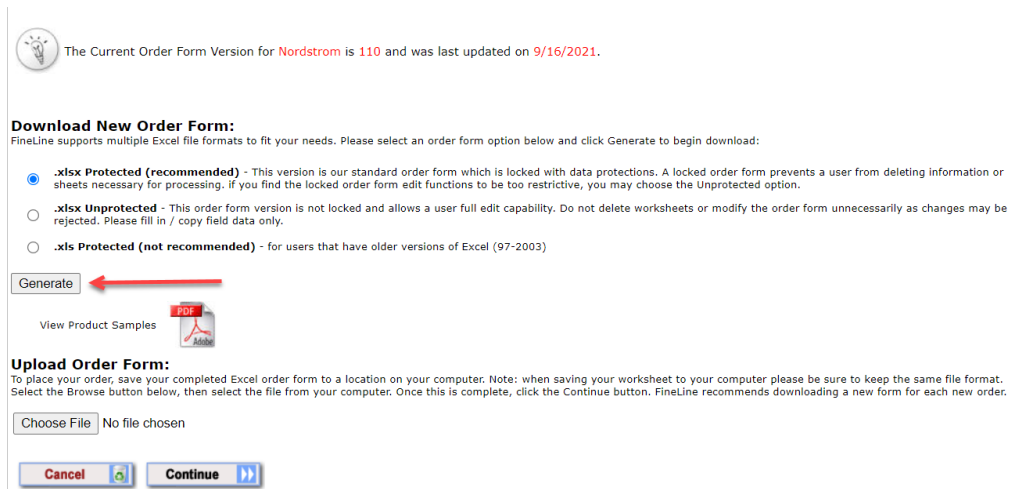 The Current Order Form Version for Nordstrom is 110 and was last updated on 9/16/2021.
Download New Order Form:
FineLine supports multiple Excel file formats to fit your needs. Please select an order form option below and click Generate to begin download:
.xlsx Protected (recommended) - This version is our standard order form which is locked with data protections. A locked order form prevents a user from deleting information or
sheets necessary for processing. if you find the locked order form edit functions to be too restrictive, you may choose the Unprotected option.
.xlsx Unprotected - This order form version is not locked and allows a user full edit capability. Do not delete worksheets or modify the order form unnecessarily as changes may be
rejected. Please fill in / copy field data only.
.xls Protected (not recommended) - for users that have older versions of Excel (97-2003)
Generate
PDF
View Product Samples
Adobe
Upload Order Form:
To place your order, save your completed Excel order form to a location on your computer. Note: when saving your worksheet to your computer please be sure to keep the same file format.
Select the Browse button below, then select the file from your computer. Once this is complete, click the Continue button. FineLine recommends downloading a new form for each new order.
Choose File No file chosen
Cancel Continue